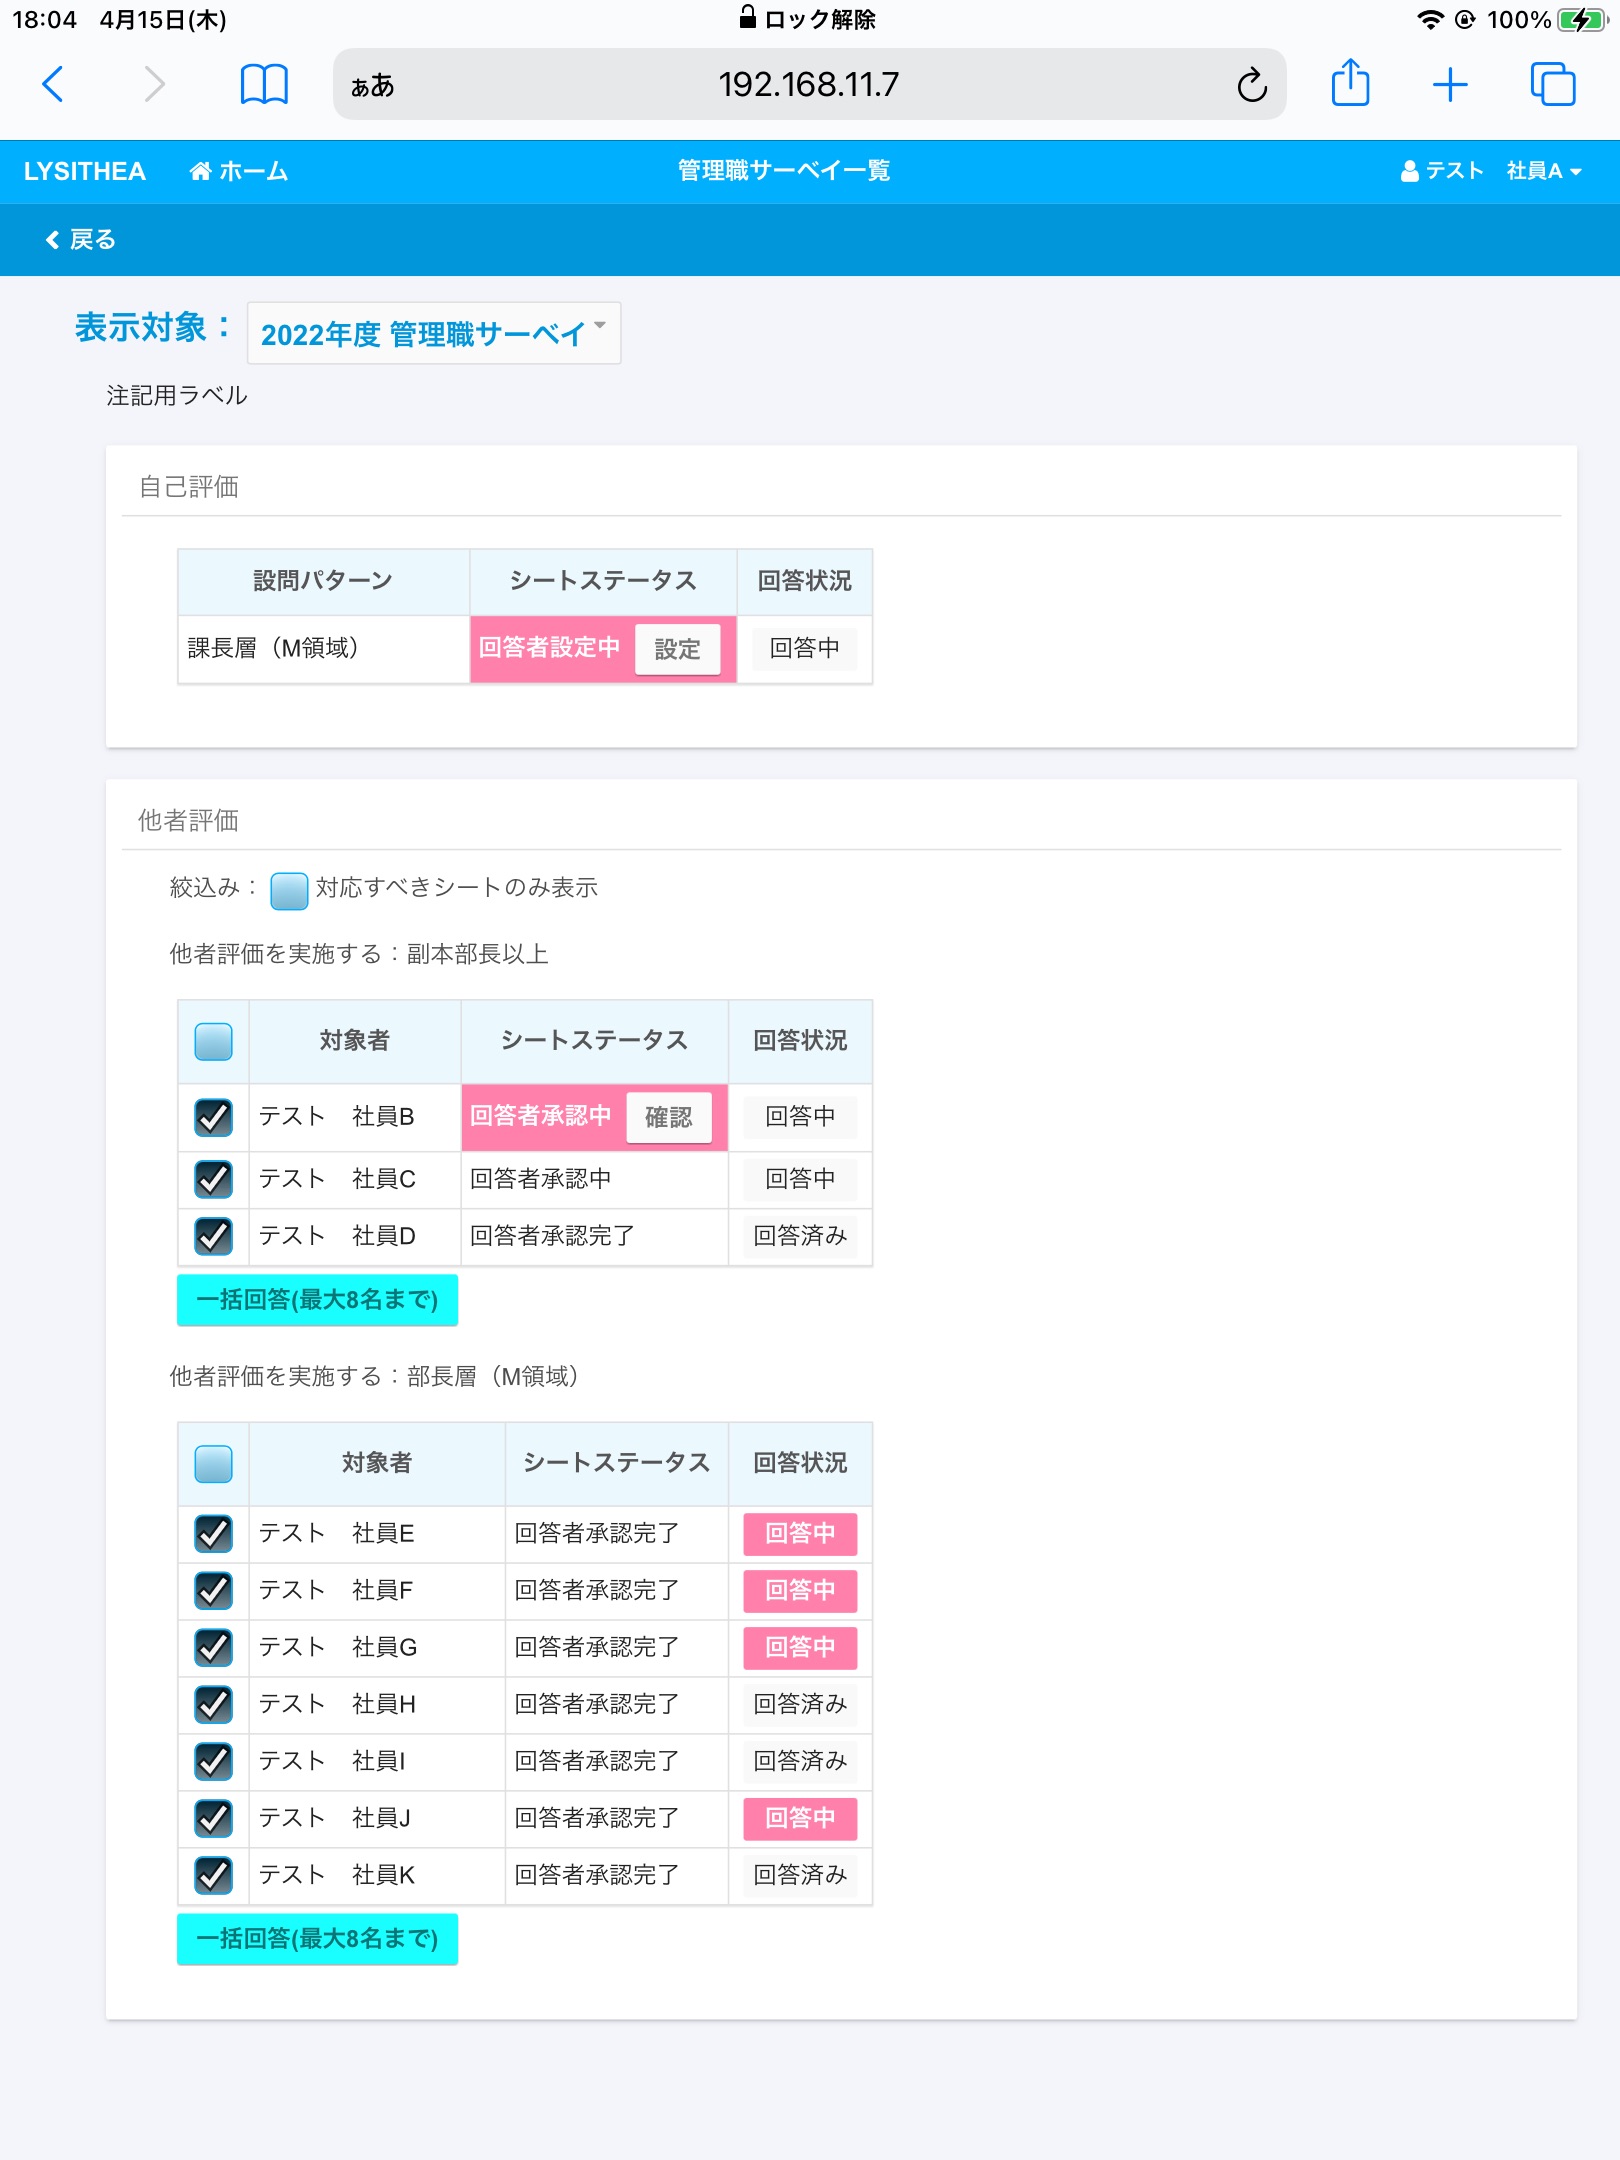 18:04 4月15日(木) ロック解除 100%
ぁあ 192.168.11.7
LYSITHEA ホーム 管理職サーベイ一覧 テスト 社員A
戻る
表示対象： 2022年度 管理職サーベイ
注記用ラベル
自己評価
設問パターン シートステータス 回答状況
課長層（M領域） 回答者設定中 設定 回答中
他者評価
絞込み： 対応すべきシートのみ表示
他者評価を実施する：副本部長以上
対象者 シートステータス 回答状況
テスト 社員B 回答者承認中 確認 回答中
テスト 社員C 回答者承認中 回答中
テスト 社員D 回答者承認完了 回答済み
一括回答(最大8名まで)
他者評価を実施する：部長層（M領域）
対象者 シートステータス 回答状況
テスト 社員E 回答者承認完了 回答中
テスト 社員F 回答者承認完了 回答中
テスト 社員G 回答者承認完了 回答中
テスト 社員H 回答者承認完了 回答済み
テスト 社員I 回答者承認完了 回答済み
テスト 社員J 回答者承認完了 回答中
テスト 社員K 回答者承認完了 回答済み
一括回答(最大8名まで)